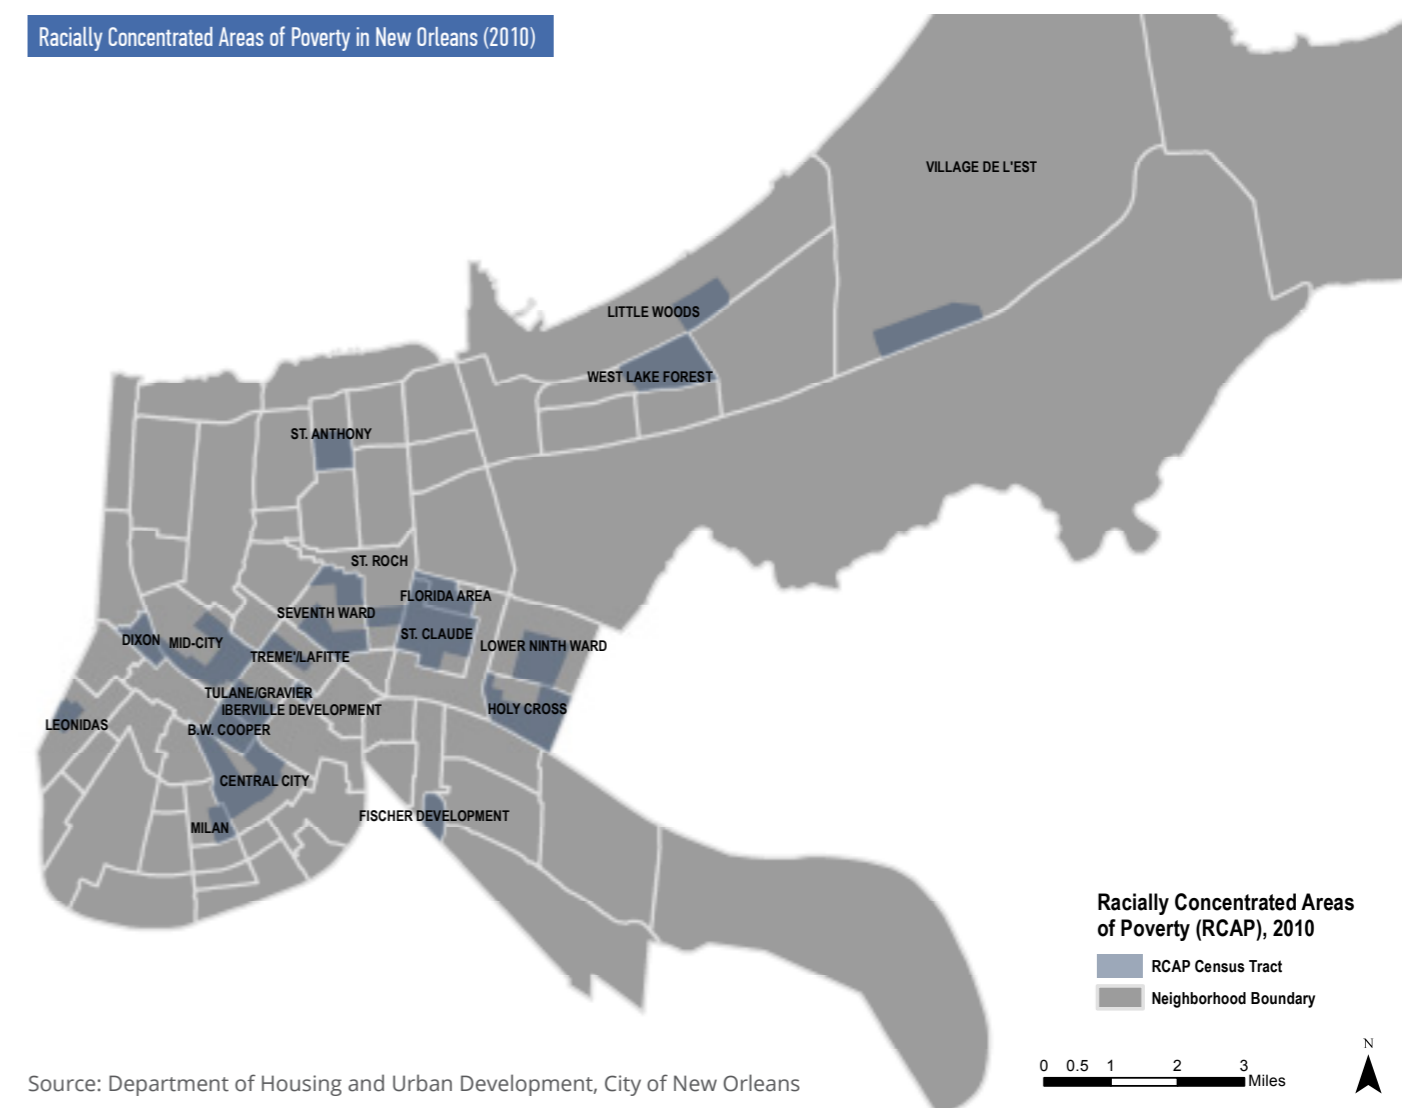 Racially Concentrated Areas of Poverty in New Orleans (2010)
VILLAGE DE L'EST
LITTLE WOODS
WEST LAKE FOREST
ST. ANTHONY
ST. ROCH
FLORIDA AREA
SEVENTH WARD
ST. CLAUDE
DIXON
MID-CITY
LOWER NINTH WARD
TREME'/LAFITTE
TULANE/GRAVIER
IBERVILLE DEVELOPMENT
HOLY CROSS
LEONIDAS
B.W. COOPER
CENTRAL CITY
FISCHER DEVELOPMENT
MILAN
Racially Concentrated Areas
of Poverty (RCAP), 2010
RCAP Census Tract
Neighborhood Boundary
N
0 0.5 1 2 3
Miles
Source: Department of Housing and Urban Development, City of New Orleans